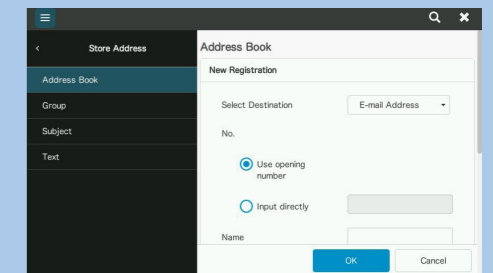 Store Address
Address Book
Group
Subject
Text
Address Book
New Registration
Select Destination
E-mail Address
No.
Use opening
number
Input directly
Name
OK
Cancel